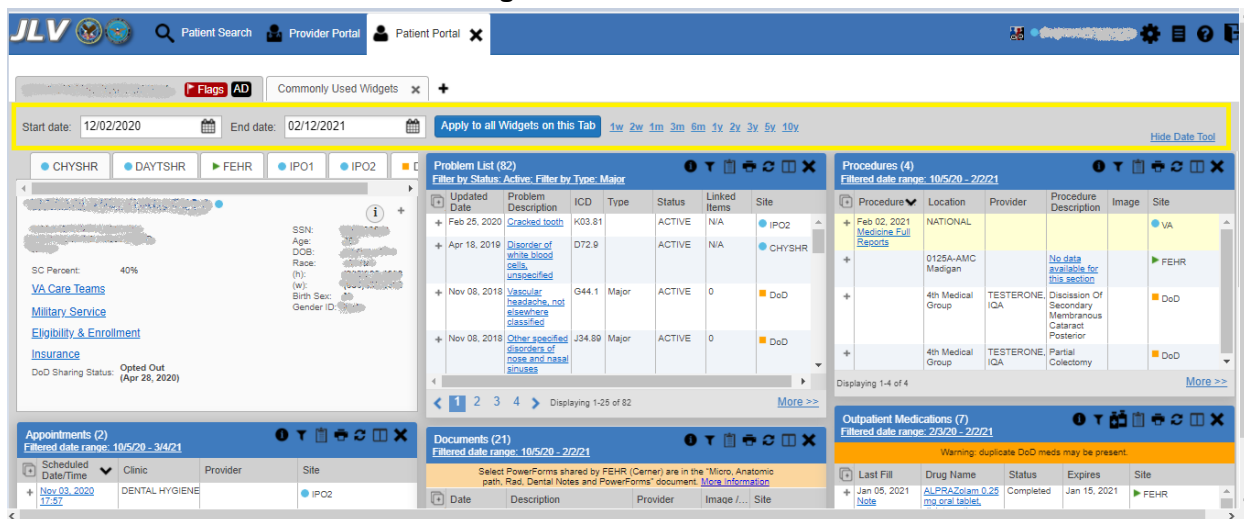 JLV Patient Search Provider Portal Patient Portal
Flags AD Commonly Used Widgets
Start date: 12/02/2020 End date: 02/12/2021 Apply to all Widgets on this Tab 1w 2w 1m 3m 6m 1y 2y 3y 5y 10y
Hide Date Tool
CHYSHR DAYTSHR FEHR IPO1 IPO2
SSN:
Age:
DOB:
Race:
(h):
(w):
Birth Sex:
Gender ID:
SC Percent: 40%
VA Care Teams
Military Service
Eligibility & Enrollment
Insurance
DoD Sharing Status: Opted Out
(Apr 28, 2020)
Problem List (82)
Filter by Status: Active: Filter by Type: Major
Updated Date Problem Description ICD Type Status Linked Items Site
Feb 25, 2020 Cracked tooth K03.81 ACTIVE N/A IPO2
Apr 18, 2019 Disorder of white blood cells, unspecified D72.9 ACTIVE N/A CHYSHR
Nov 08, 2018 Vascular headache, not elsewhere classified G44.1 Major ACTIVE 0 DoD
Nov 08, 2018 Other specified disorders of nose and nasal sinuses J34.89 Major ACTIVE 0 DoD
1 2 3 4 Displaying 1-25 of 82 More >>
Procedures (4)
Filtered date range: 10/5/20 - 2/2/21
Procedure Location Provider Procedure Description Image Site
Feb 02, 2021 Medicine Full Reports NATIONAL VA
0125A-AMC Madigan No data available for this section FEHR
4th Medical Group TESTERONE, IQA Discission Of Secondary Membranous Cataract Posterior DoD
4th Medical Group TESTERONE, IQA Partial Colectomy DoD
Displaying 1-4 of 4 More >>
Appointments (2)
Filtered date range: 10/5/20 - 3/4/21
Scheduled Date/Time Clinic Provider Site
Nov 03, 2020 17:57 DENTAL HYGIENE IPO2
Documents (21)
Filtered date range: 10/5/20 - 2/2/21
Select PowerForms shared by FEHR (Cerner) are in the "Micro, Anatomic
path, Rad, Dental Notes and PowerForms" document. More Information
Date Description Provider Image /... Site
Outpatient Medications (7)
Filtered date range: 2/3/20 - 2/2/21
Warning: duplicate DoD meds may be present.
Last Fill Drug Name Status Expires Site
Jan 05, 2021 Note ALPRAZolam 0.25 mg oral tablet, Completed Jan 15, 2021 FEHR